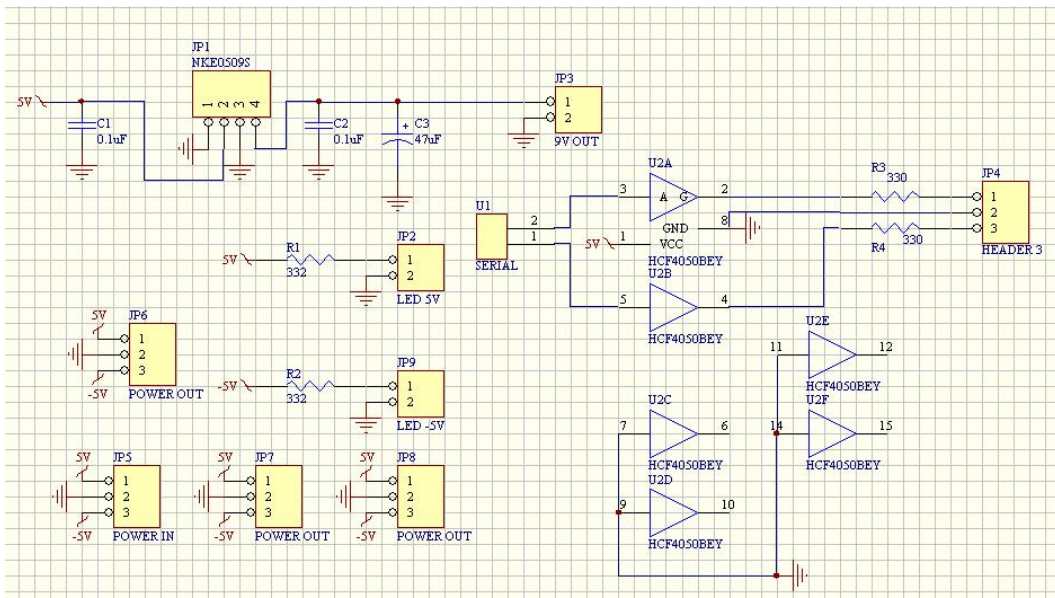 JP1
NKE0509S
5V
1 2 3 4
C1
0.1uF
C2
0.1uF
+
C3
47uF
JP3
1
2
9V OUT
U2A
3
A G
2
GND
8
5V
1
VCC
HCF4050BEY
U1
2
1
SERIAL
R3
330
R4
330
JP4
1
2
3
HEADER 3
U2B
5
4
HCF4050BEY
5V
R1
332
JP2
1
2
LED 5V
JP6
5V
1
2
3
-5V
POWER OUT
-5V
R2
332
JP9
1
2
LED -5V
U2E
11
12
HCF4050BEY
U2F
14
15
HCF4050BEY
U2C
7
6
HCF4050BEY
U2D
9
10
HCF4050BEY
5V
JP5
1
2
3
-5V
POWER IN
5V
JP7
1
2
3
-5V
POWER OUT
5V
JP8
1
2
3
-5V
POWER OUT